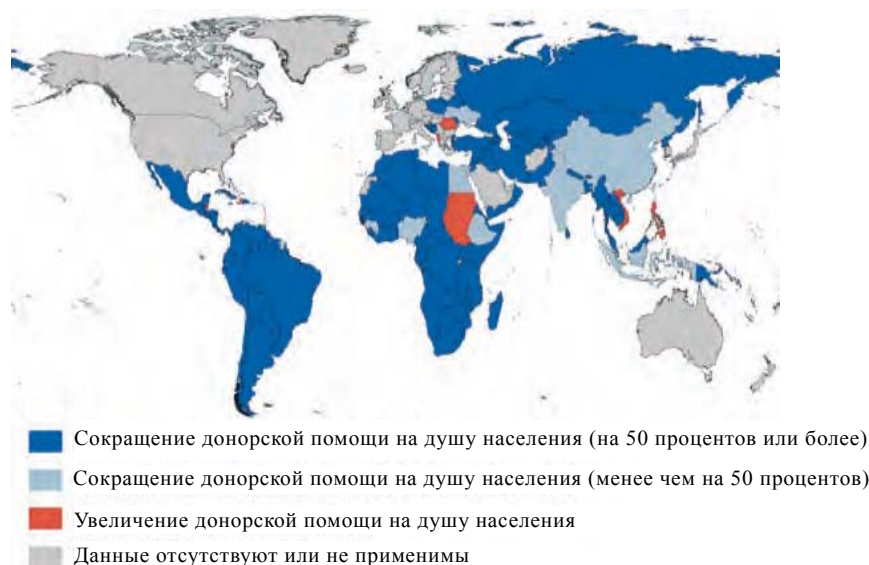 Сокращение донорской помощи на душу населения (на 50 процентов или более)
Сокращение донорской помощи на душу населения (менее чем на 50 процентов)
Увеличение донорской помощи на душу населения
Данные отсутствуют или не применимы